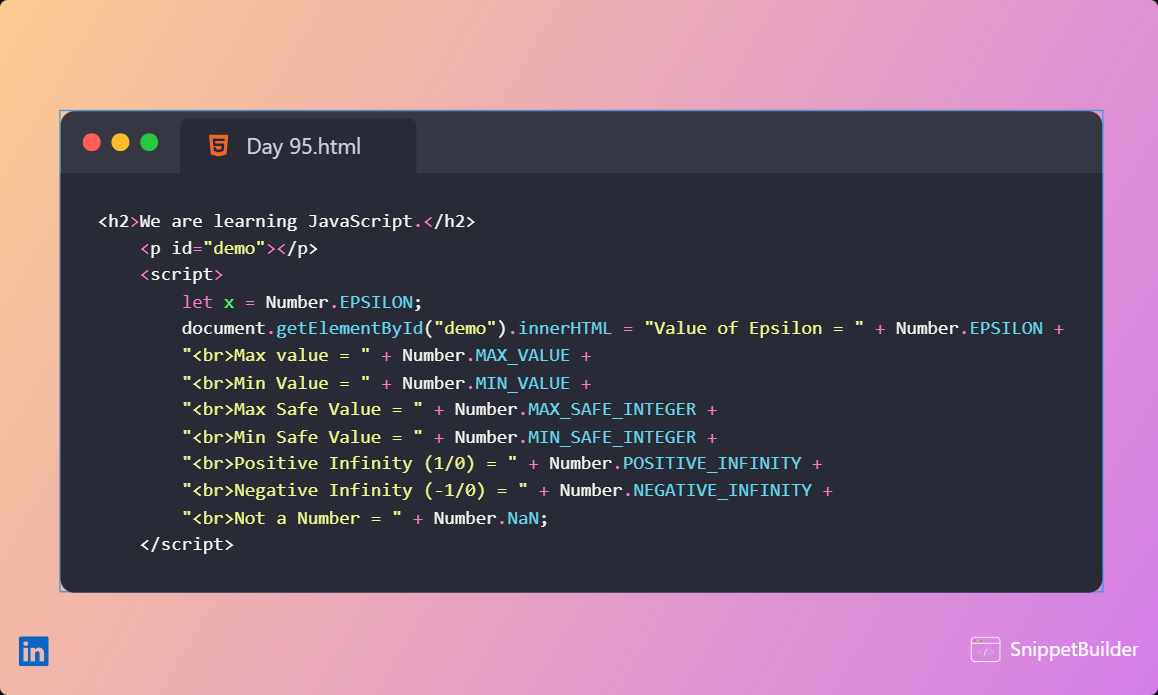 Day 95.html
<h2>We are learning JavaScript.</h2>
<p id="demo"></p>
<script>
let x = Number.EPSILON;
document.getElementById("demo").innerHTML = "Value of Epsilon = " + Number.EPSILON +
"<br>Max value = " + Number.MAX_VALUE +
"<br>Min Value = " + Number.MIN_VALUE +
"<br>Max Safe Value = " + Number.MAX_SAFE_INTEGER +
"<br>Min Safe Value = " + Number.MIN_SAFE_INTEGER +
"<br>Positive Infinity (1/0) = " + Number.POSITIVE_INFINITY +
"<br>Negative Infinity (-1/0) = " + Number.NEGATIVE_INFINITY +
"<br>Not a Number = " + Number.NaN;
</script>
in
SnippetBuilder